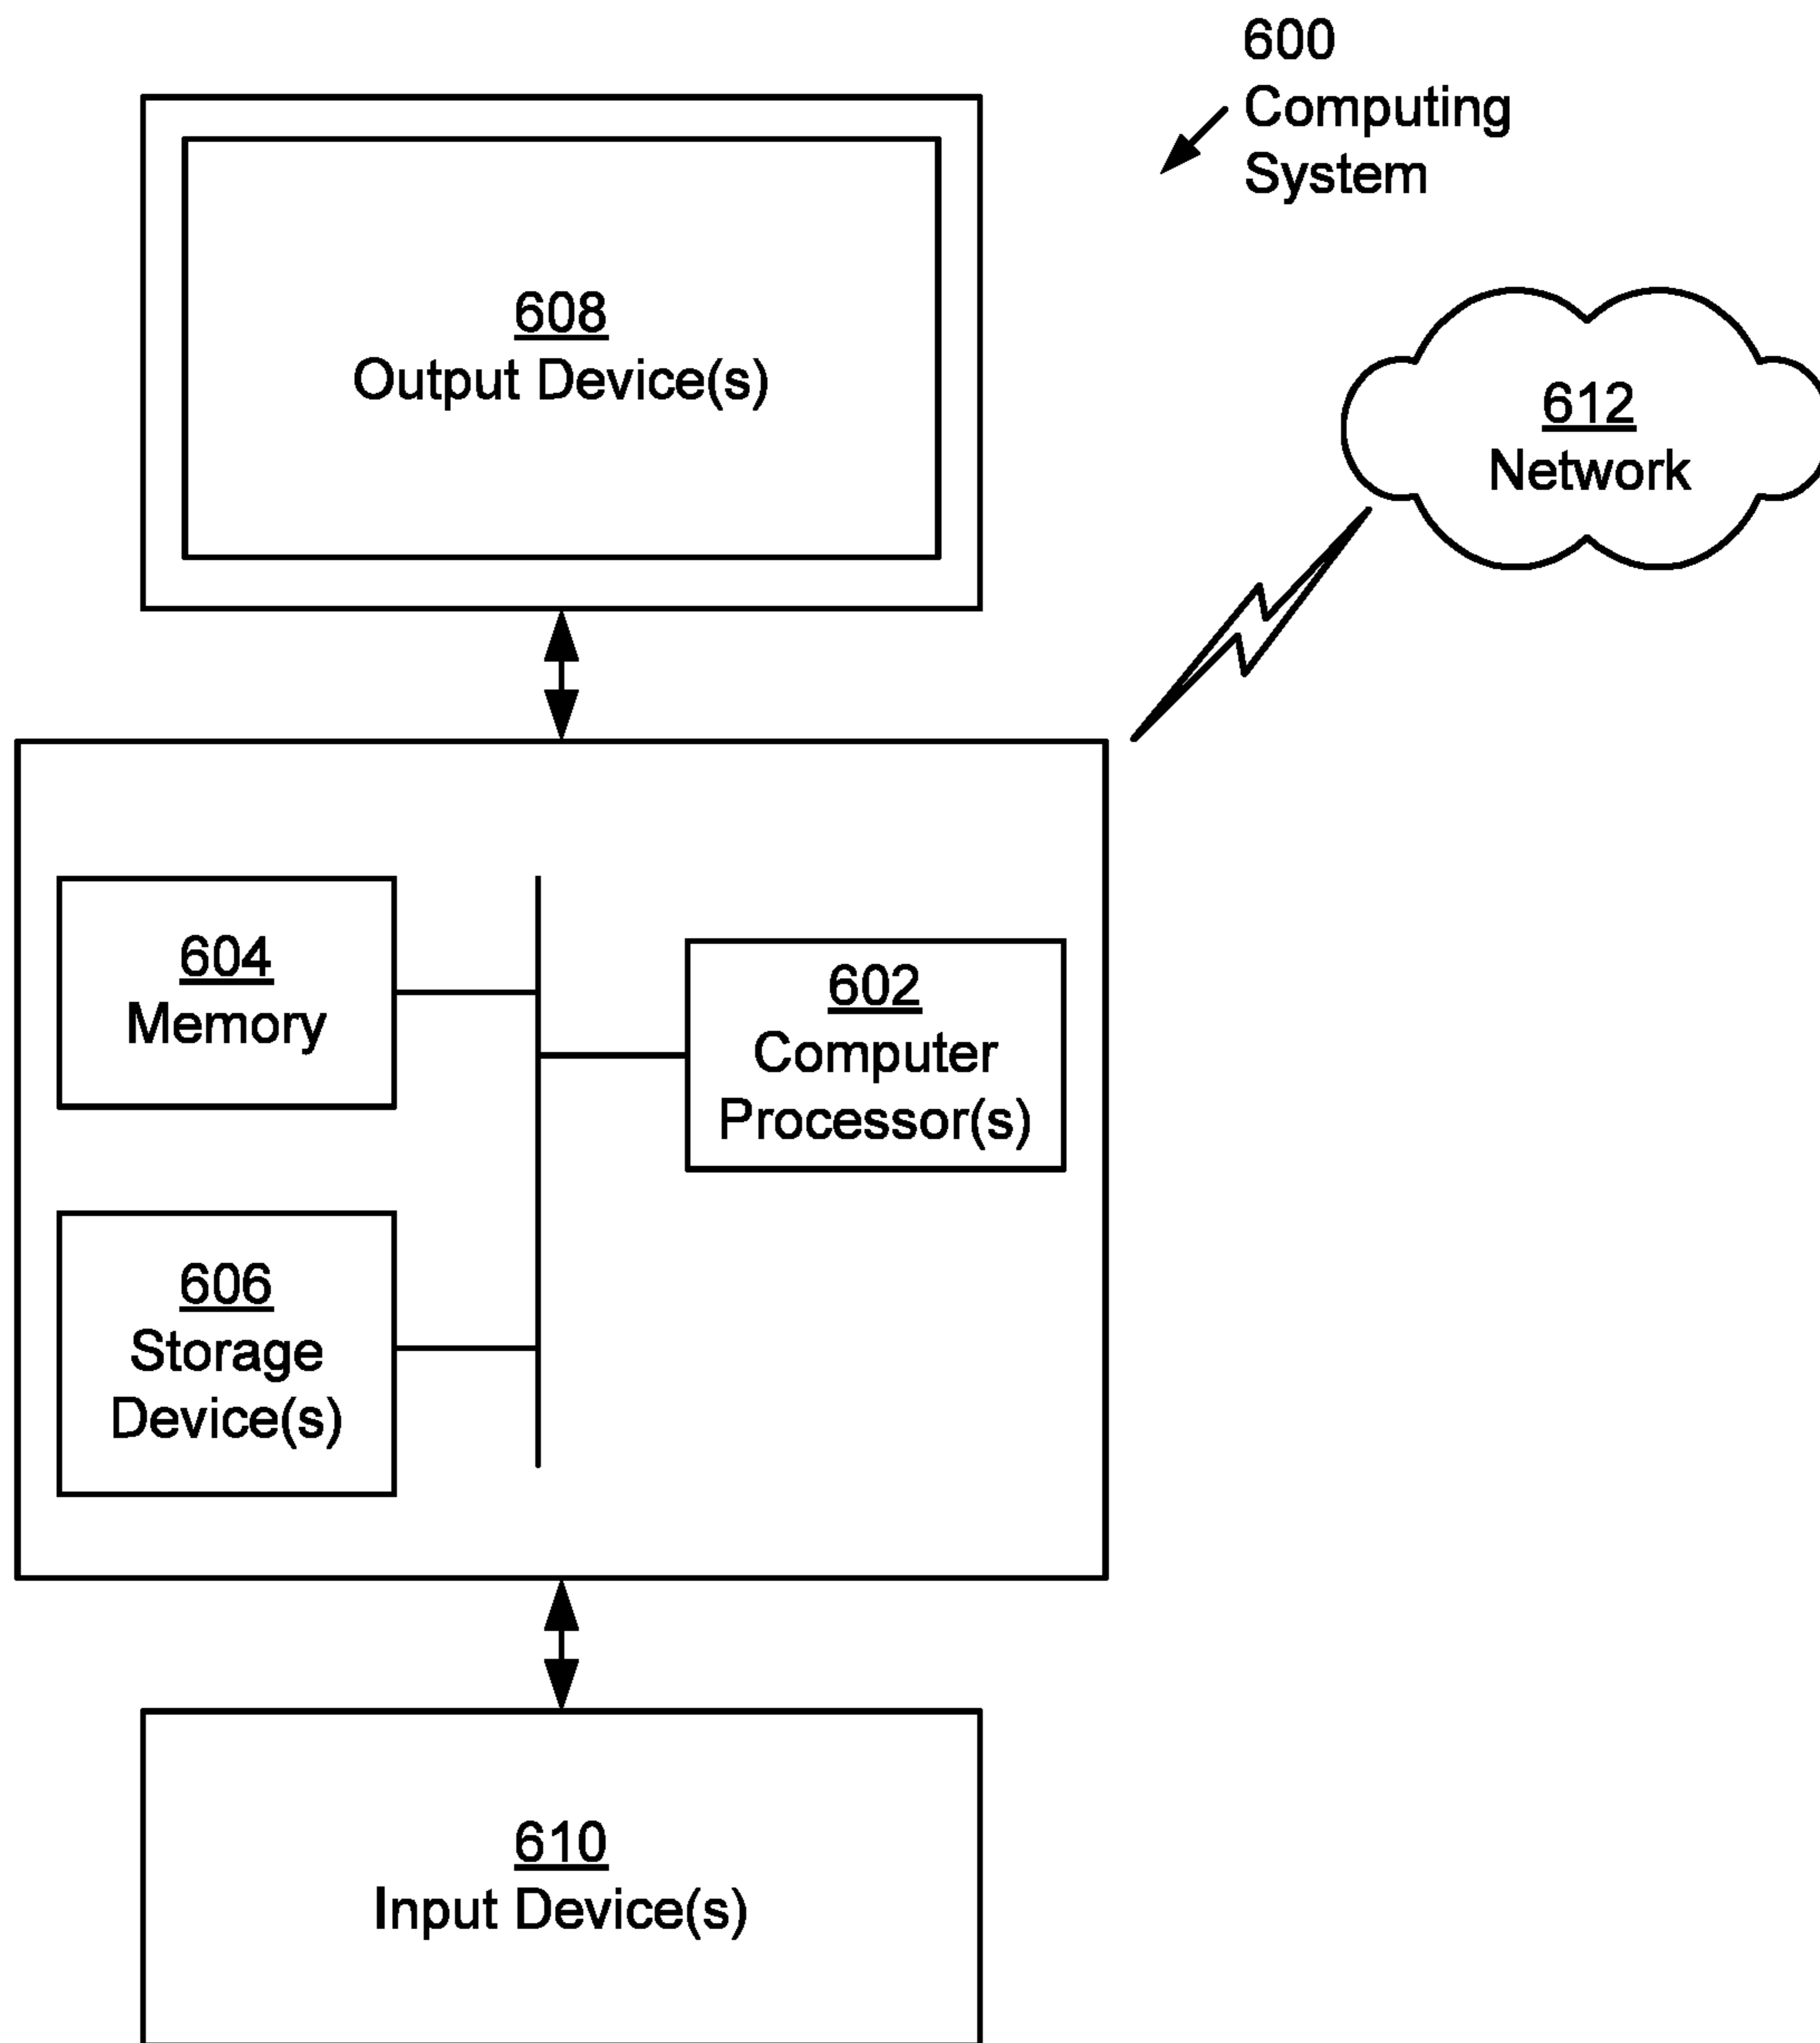 600
Computing
System
608
Output Device(s)
612
Network
604
Memory
602
Computer
Processor(s)
606
Storage
Device(s)
610
Input Device(s)